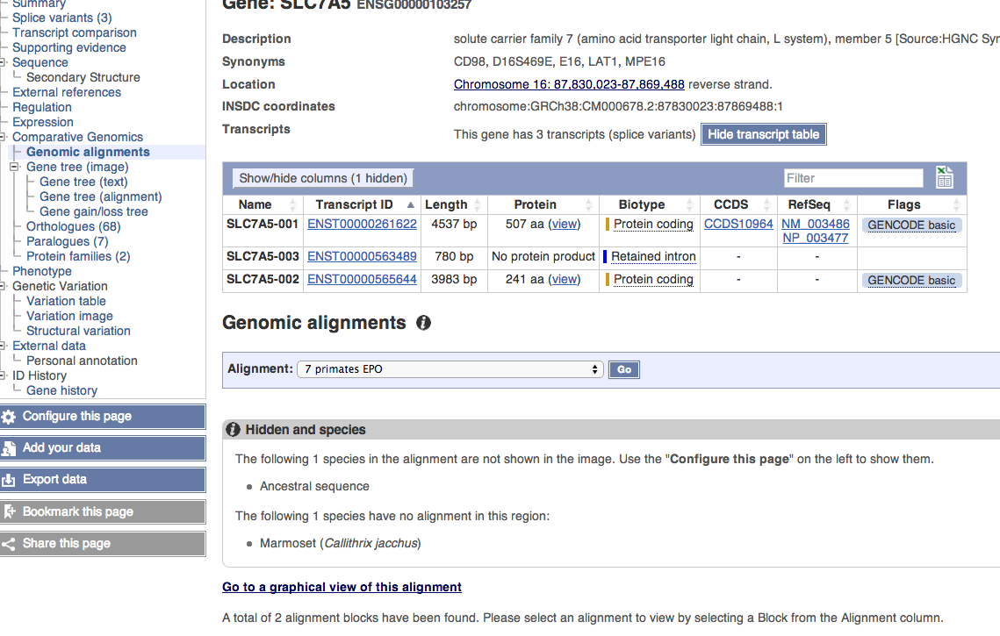 Summary
Splice variants (3)
Transcript comparison
Supporting evidence
Sequence
Secondary Structure
External references
Regulation
Expression
Comparative Genomics
Genomic alignments
Gene tree (image)
Gene tree (text)
Gene tree (alignment)
Gene gain/loss tree
Orthologues (68)
Paralogues (7)
Protein families (2)
Phenotype
Genetic Variation
Variation table
Variation image
Structural variation
External data
Personal annotation
ID History
Gene history
Configure this page
Add your data
Export data
Bookmark this page
Share this page
Gene: SLC7A5 ENSG00000103257
Description solute carrier family 7 (amino acid transporter light chain, L system), member 5 [Source:HGNC Syr
Synonyms CD98, D16S469E, E16, LAT1, MPE16
Location Chromosome 16: 87,830,023-87,869,488 reverse strand.
INSDC coordinates chromosome:GRCh38:CM000678.2:87830023:87869488:1
Transcripts This gene has 3 transcripts (splice variants) Hide transcript table
Show/hide columns (1 hidden) Filter
Name Transcript ID Length Protein Biotype CCDS RefSeq Flags
SLC7A5-001 ENST00000261622 4537 bp 507 aa (view) Protein coding CCDS10964 NM_003486 GENCODE basic
NP_003477
SLC7A5-003 ENST00000563489 780 bp No protein product Retained intron - -
SLC7A5-002 ENST00000565644 3983 bp 241 aa (view) Protein coding - - GENCODE basic
Genomic alignments
Alignment: 7 primates EPO Go
Hidden and species
The following 1 species in the alignment are not shown in the image. Use the "Configure this page" on the left to show them.
• Ancestral sequence
The following 1 species have no alignment in this region:
• Marmoset (Callithrix jacchus)
Go to a graphical view of this alignment
A total of 2 alignment blocks have been found. Please select an alignment to view by selecting a Block from the Alignment column.